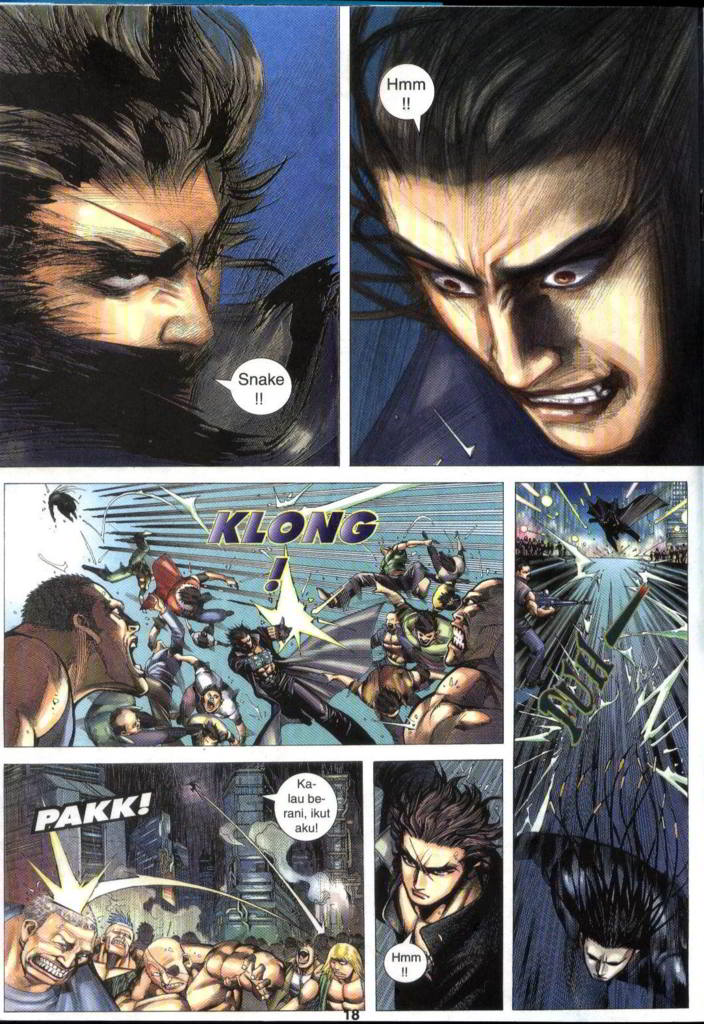 Snake
!!
Hmm
!!
KLONG
!
PAKK!
Ka-
lau be-
rani, ikut
aku!
Hmm
!!
18